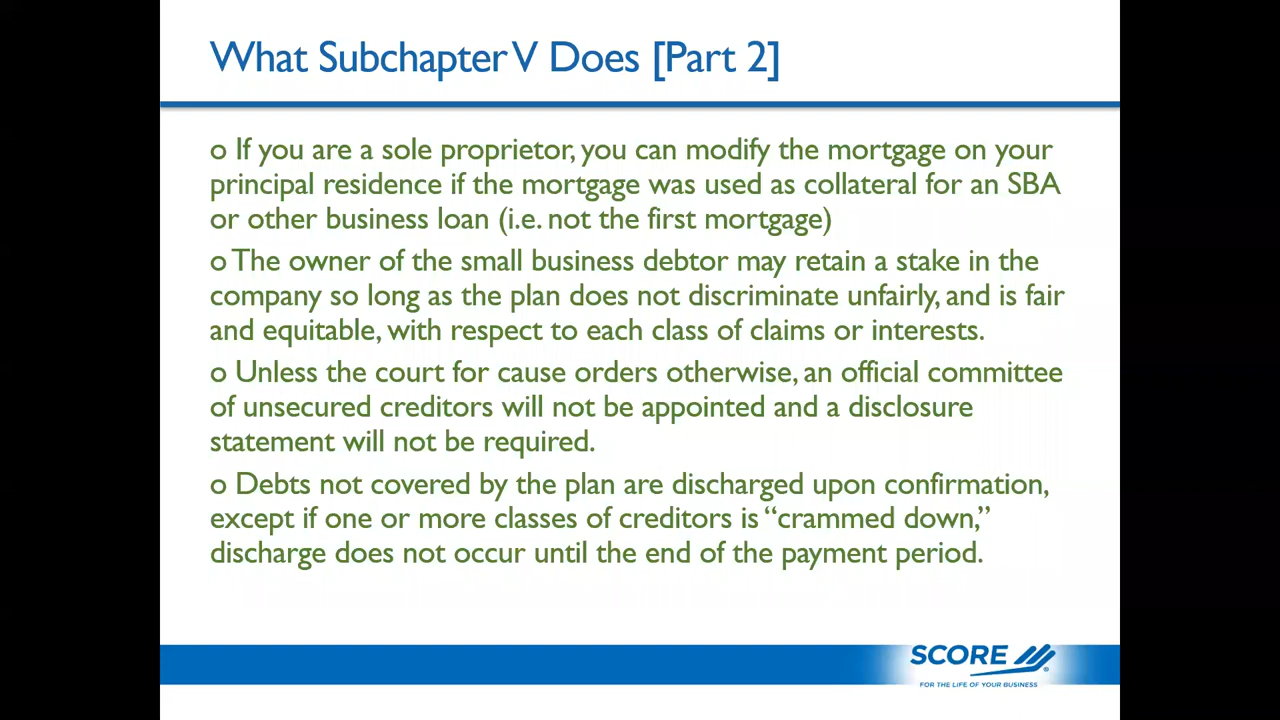 What Subchapter V Does [Part 2]
o If you are a sole proprietor, you can modify the mortgage on your
principal residence if the mortgage was used as collateral for an SBA
or other business loan (i.e. not the first mortgage)
o The owner of the small business debtor may retain a stake in the
company so long as the plan does not discriminate unfairly, and is fair
and equitable, with respect to each class of claims or interests.
o Unless the court for cause orders otherwise, an official committee
of unsecured creditors will not be appointed and a disclosure
statement will not be required.
o Debts not covered by the plan are discharged upon confirmation,
except if one or more classes of creditors is “crammed down,”
discharge does not occur until the end of the payment period.
SCORE
FOR THE LIFE OF YOUR BUSINESS